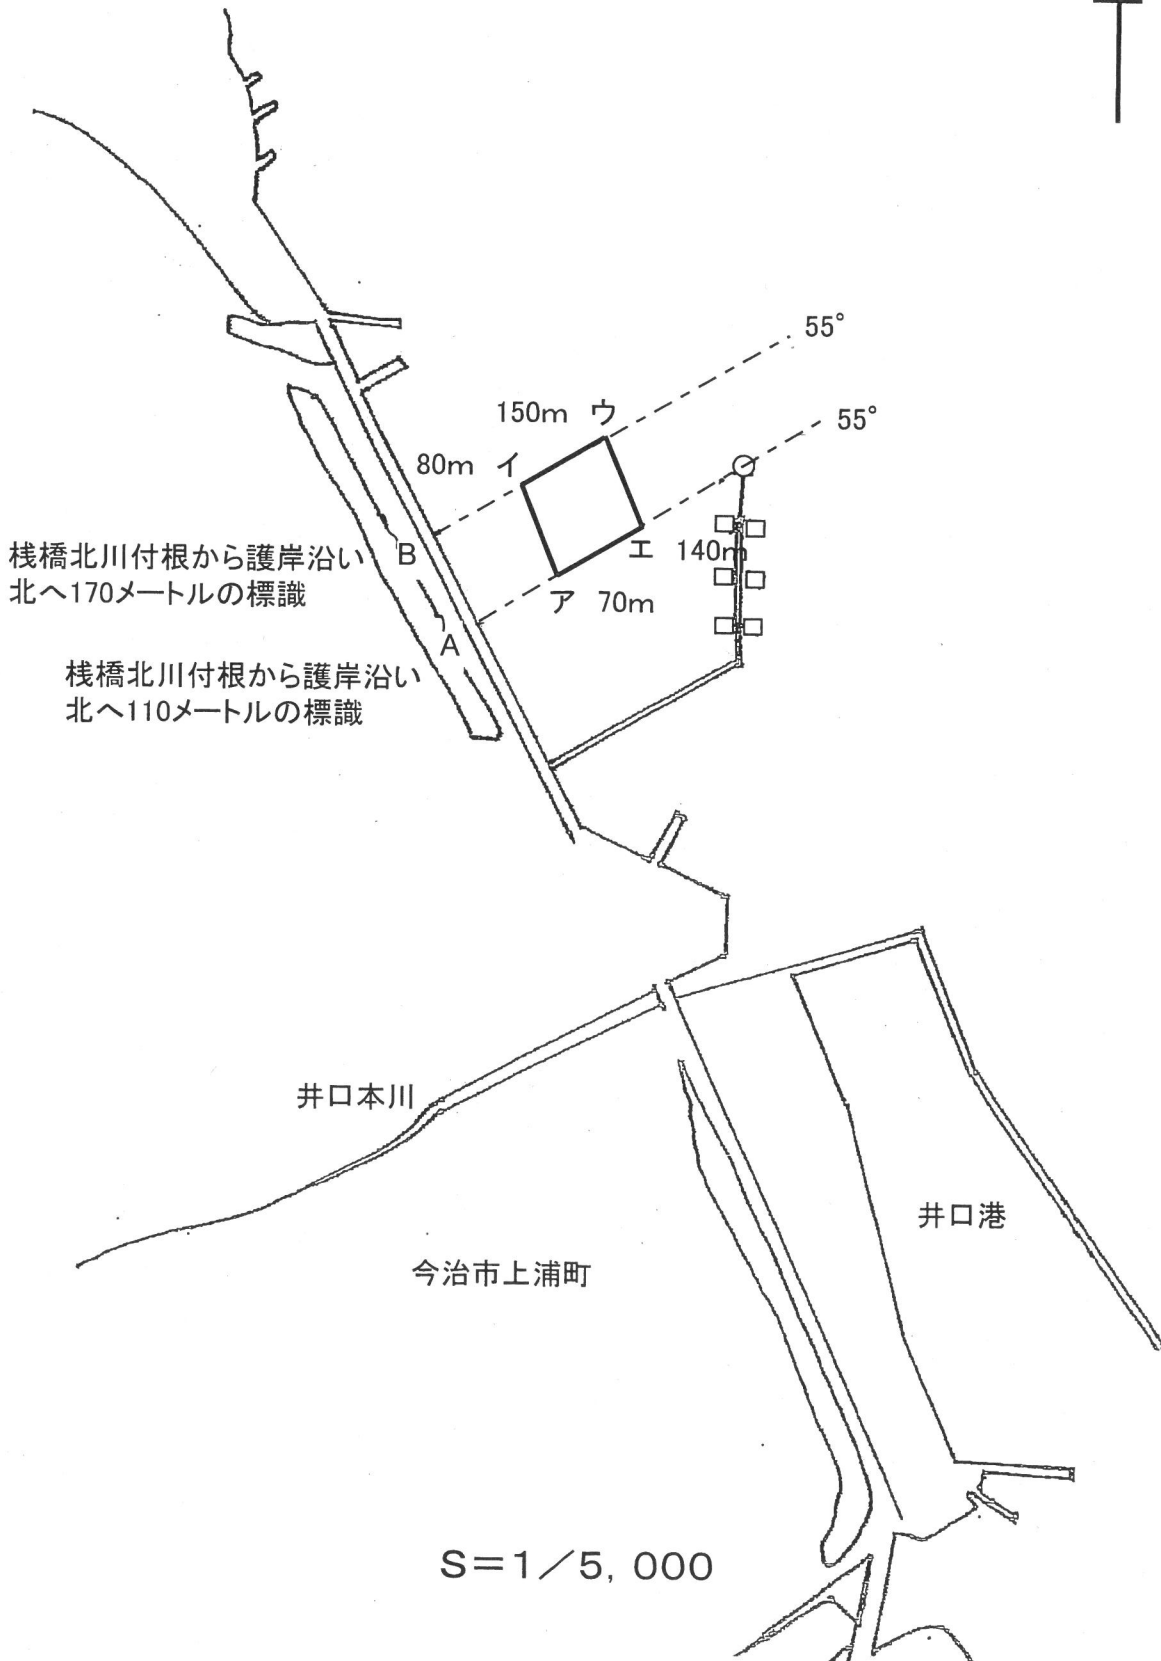 55°
55°
150m ウ
80m イ
B
エ 140m
ア 70m
A
桟橋北川付根から護岸沿い
北へ170メートルの標識
桟橋北川付根から護岸沿い
北へ110メートルの標識
井口本川
井口港
今治市上浦町
S=1/5,000